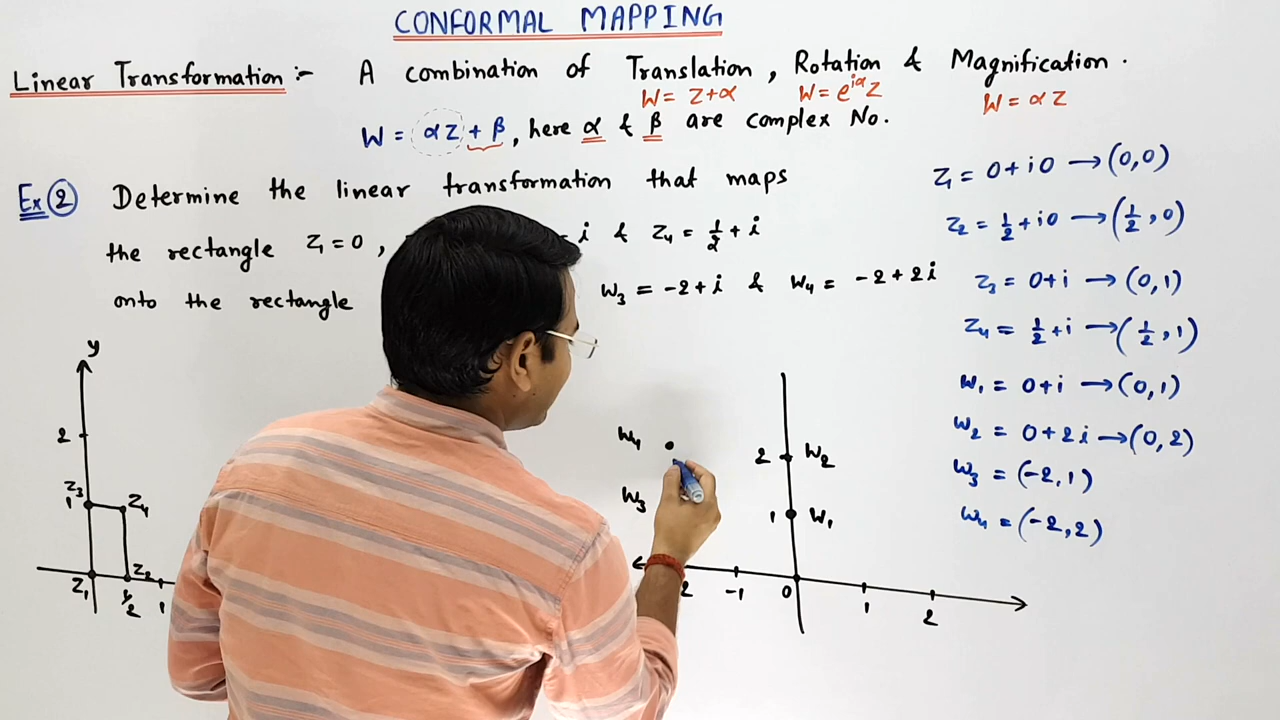 CONFORMAL MAPPING
Linear Transformation :- A combination of Translation, Rotation & Magnification.
W = Z+α W = e^{iα}Z W = αZ
W = αZ + β, here α & β are complex No.
Ex 2 Determine the linear transformation that maps
the rectangle Z₁ = 0, i & Z₄ = ½ + i
onto the rectangle W₃ = -2+i & W₄ = -2+2i
Z₁ = 0 + i0 → (0,0)
Z₂ = ½ + i0 → (½, 0)
Z₃ = 0+i → (0,1)
Z₄ = ½+i → (½, 1)
W₁ = 0+i → (0,1)
W₂ = 0+2i → (0,2)
W₃ = (-2,1)
W₄ = (-2,2)
y
2
Z₃
1
Z₄
Z₁
Z₂
½
1
W₄
W₃
2 W₂
1 W₁
2 -1 0 1 2